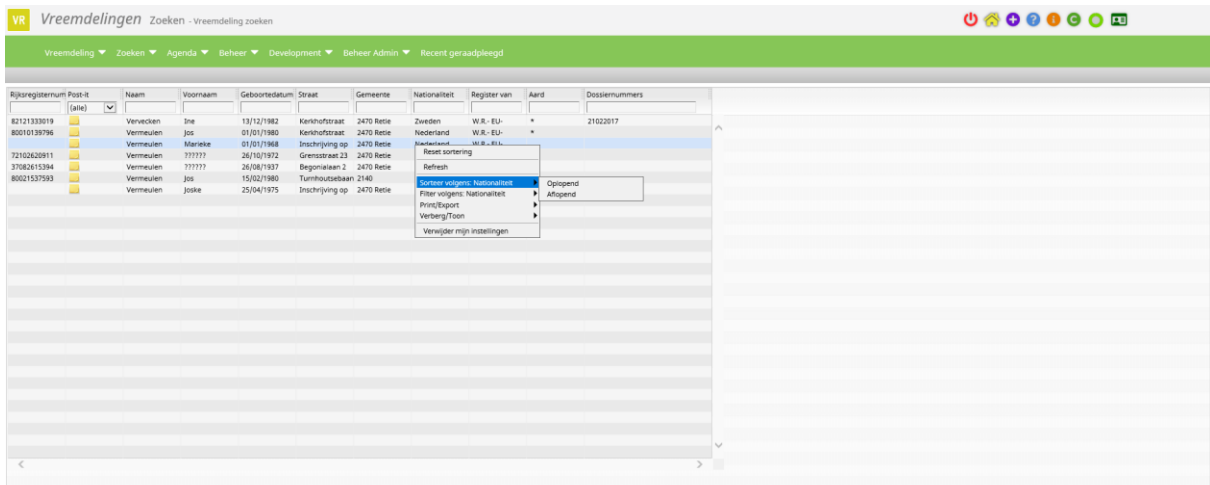 VR Vreemdelingen Zoeken - Vreemdeling zoeken
Vreemdeling Zoeken Agenda Beheer Development Beheer Admin Recent geraadpleegd
Rijksregisternum Post-it Naam Voornaam Geboortedatum Straat Gemeente Nationaliteit Register van Aard Dossiernummers
(alle)
82121333019 Vervecken Ine 13/12/1982 Kerkhofstraat 2470 Retie Zweden W.R.- EU- * 21022017
80010139796 Vermeulen Jos 01/01/1980 Kerkhofstraat 2470 Retie Nederland W.R.- EU- *
Vermeulen Marieke 01/01/1968 Inschrijving op 2470 Retie Nederland W.R.- EU-
72102620911 Vermeulen ?????? 26/10/1972 Grensstraat 23 2470 Retie
37082615394 Vermeulen ?????? 26/08/1937 Begonialaan 2 2470 Retie
80021537593 Vermeulen Jos 15/02/1980 Turnhoutsebaan 2140
Vermeulen Joske 25/04/1975 Inschrijving op 2470 Retie
Reset sortering
Refresh
Sorteer volgens: Nationaliteit
Filter volgens: Nationaliteit
Print/Export
Verberg/Toon
Verwijder mijn instellingen
Oplopend
Aflopend